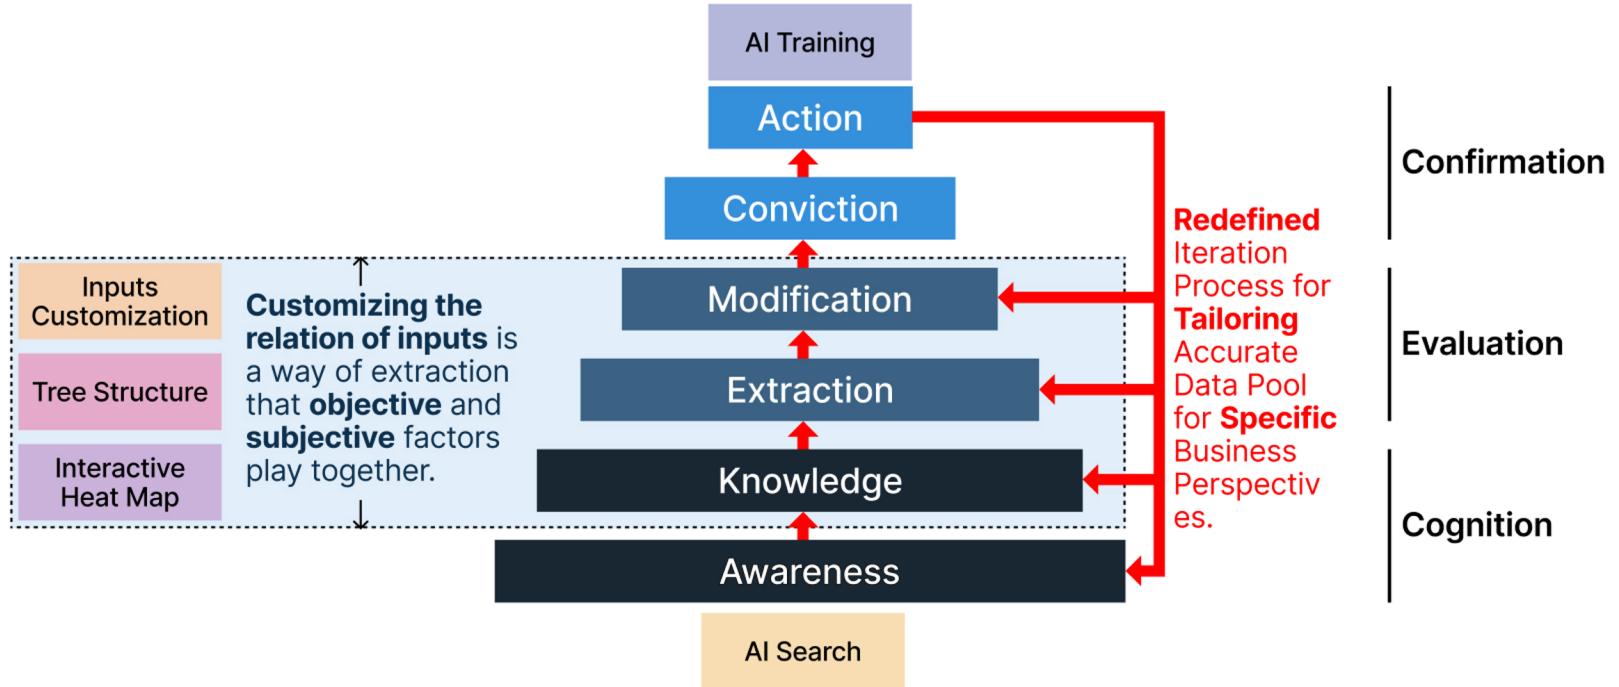 AI Training
Action
Conviction
Modification
Extraction
Knowledge
Awareness
AI Search
Inputs
Customization
Tree Structure
Interactive
Heat Map
Customizing the
relation of inputs is
a way of extraction
that objective and
subjective factors
play together.
Redefined
Iteration
Process for
Tailoring
Accurate
Data Pool
for Specific
Business
Perspectiv
es.
Confirmation
Evaluation
Cognition